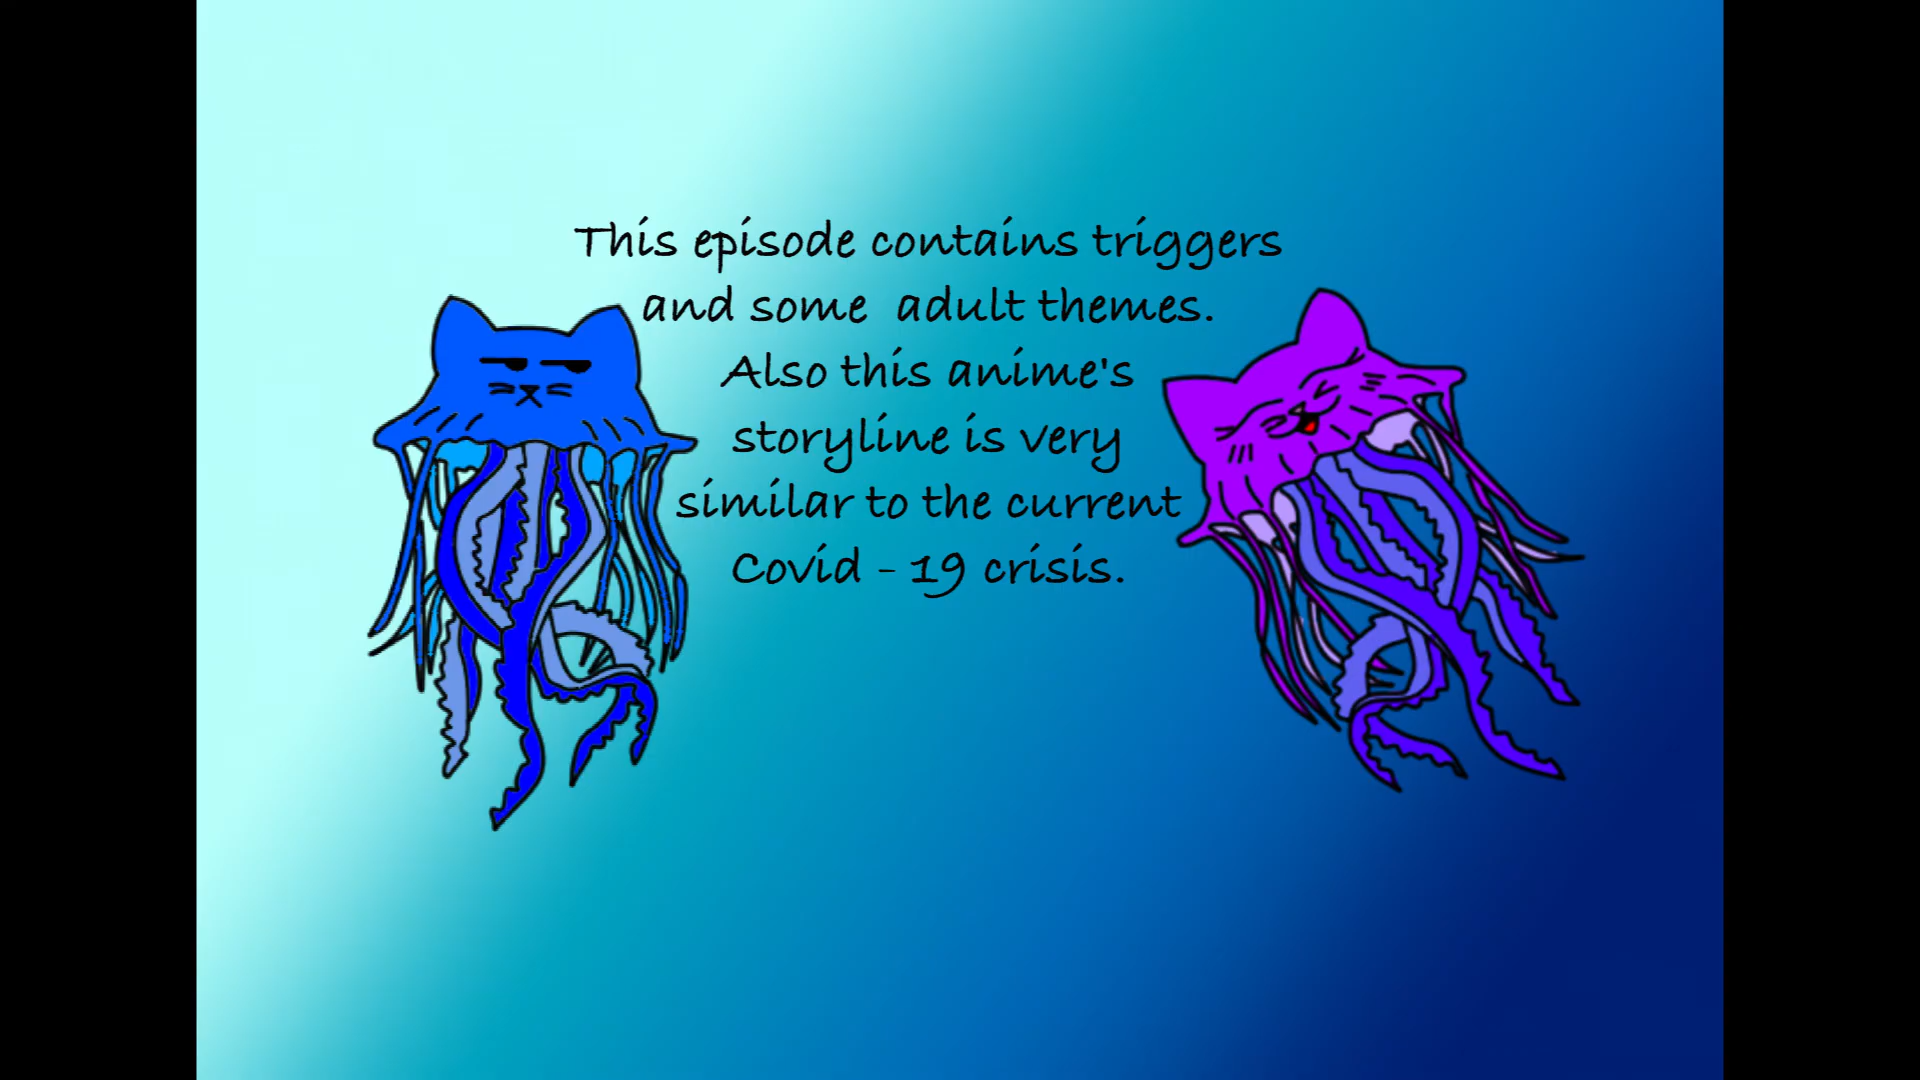 This episode contains triggers
and some adult themes.
Also this anime's
storyline is very
similar to the current
Covid - 19 crisis.